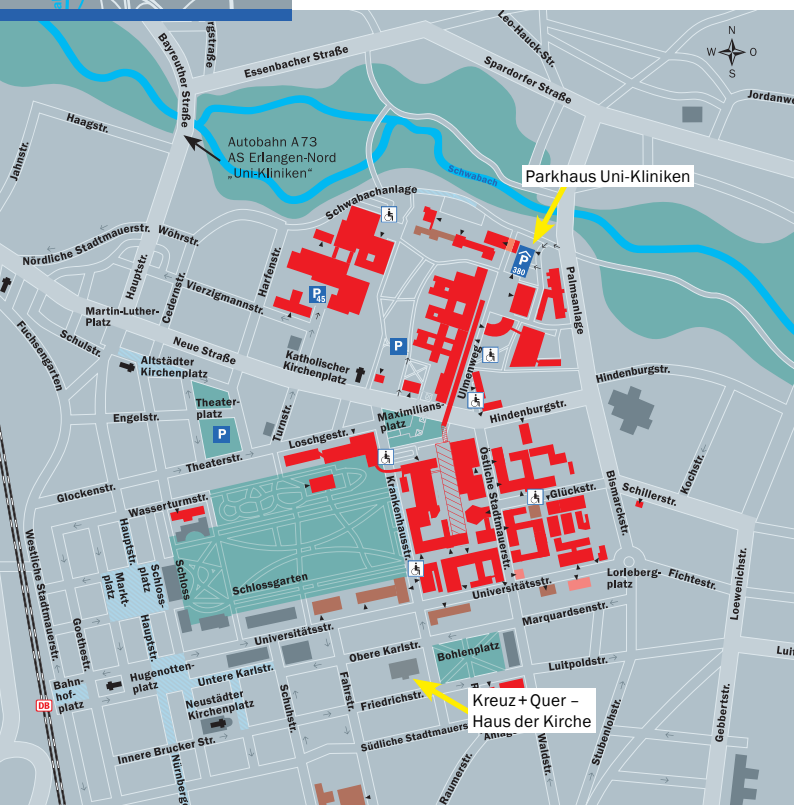 N
W
O
S
Leo-Hauck-Str.
Bayreuther Straße
Essenbacher Straße
Spardorfer Straße
Haagstr.
Jahnstr.
Autobahn A 73
AS Erlangen-Nord
„Uni-Kliniken“
Schwabach
Parkhaus Uni-Kliniken
Schwabachanlage
Nördliche Stadtmauerstr.
Wöhrstr.
Hauptstr.
Cedernstr.
Vierzigmannstr.
Harfenstr.
P
45
P
380
Palmsanlage
Martin-Luther-
Platz
Fuchsengarten
Schulstr.
Neue Straße
Altstädter
Kirchenplatz
Katholischer
Kirchenplatz
P
Ulmenweg
Hindenburgstr.
Theater-
platz
P
Engelstr.
Turnstr.
Maximilians-
platz
Hindenburgstr.
Loschgestr.
Theaterstr.
Glockenstr.
Wasserturmstr.
Krankenhausstr.
Östliche Stadtmauerstr.
Glückstr.
Bismarckstr.
Schillerstr.
Kochstr.
Westliche Stadtmauerstr.
Hauptstr.
Schloss-
platz
Markt-
platz
Schloss
Schlossgarten
Universitätsstr.
Lorleberg-
platz
Fichtestr.
Loewenichstr.
Goethestr.
Hauptstr.
Universitätsstr.
Marquardsenstr.
Obere Karlstr.
Bohlenplatz
Luitpoldstr.
Hugenotten-
platz
Untere Karlstr.
Bahn-
hof-
platz
DB
Neustädter
Kirchenplatz
Schuhstr.
Fahrstr.
Friedrichstr.
Kreuz+Quer –
Haus der Kirche
Innere Brucker Str.
Südliche Stadtmauers
Raumerstr.
Waldstr.
Stubenlohstr.
Gebbertstr.